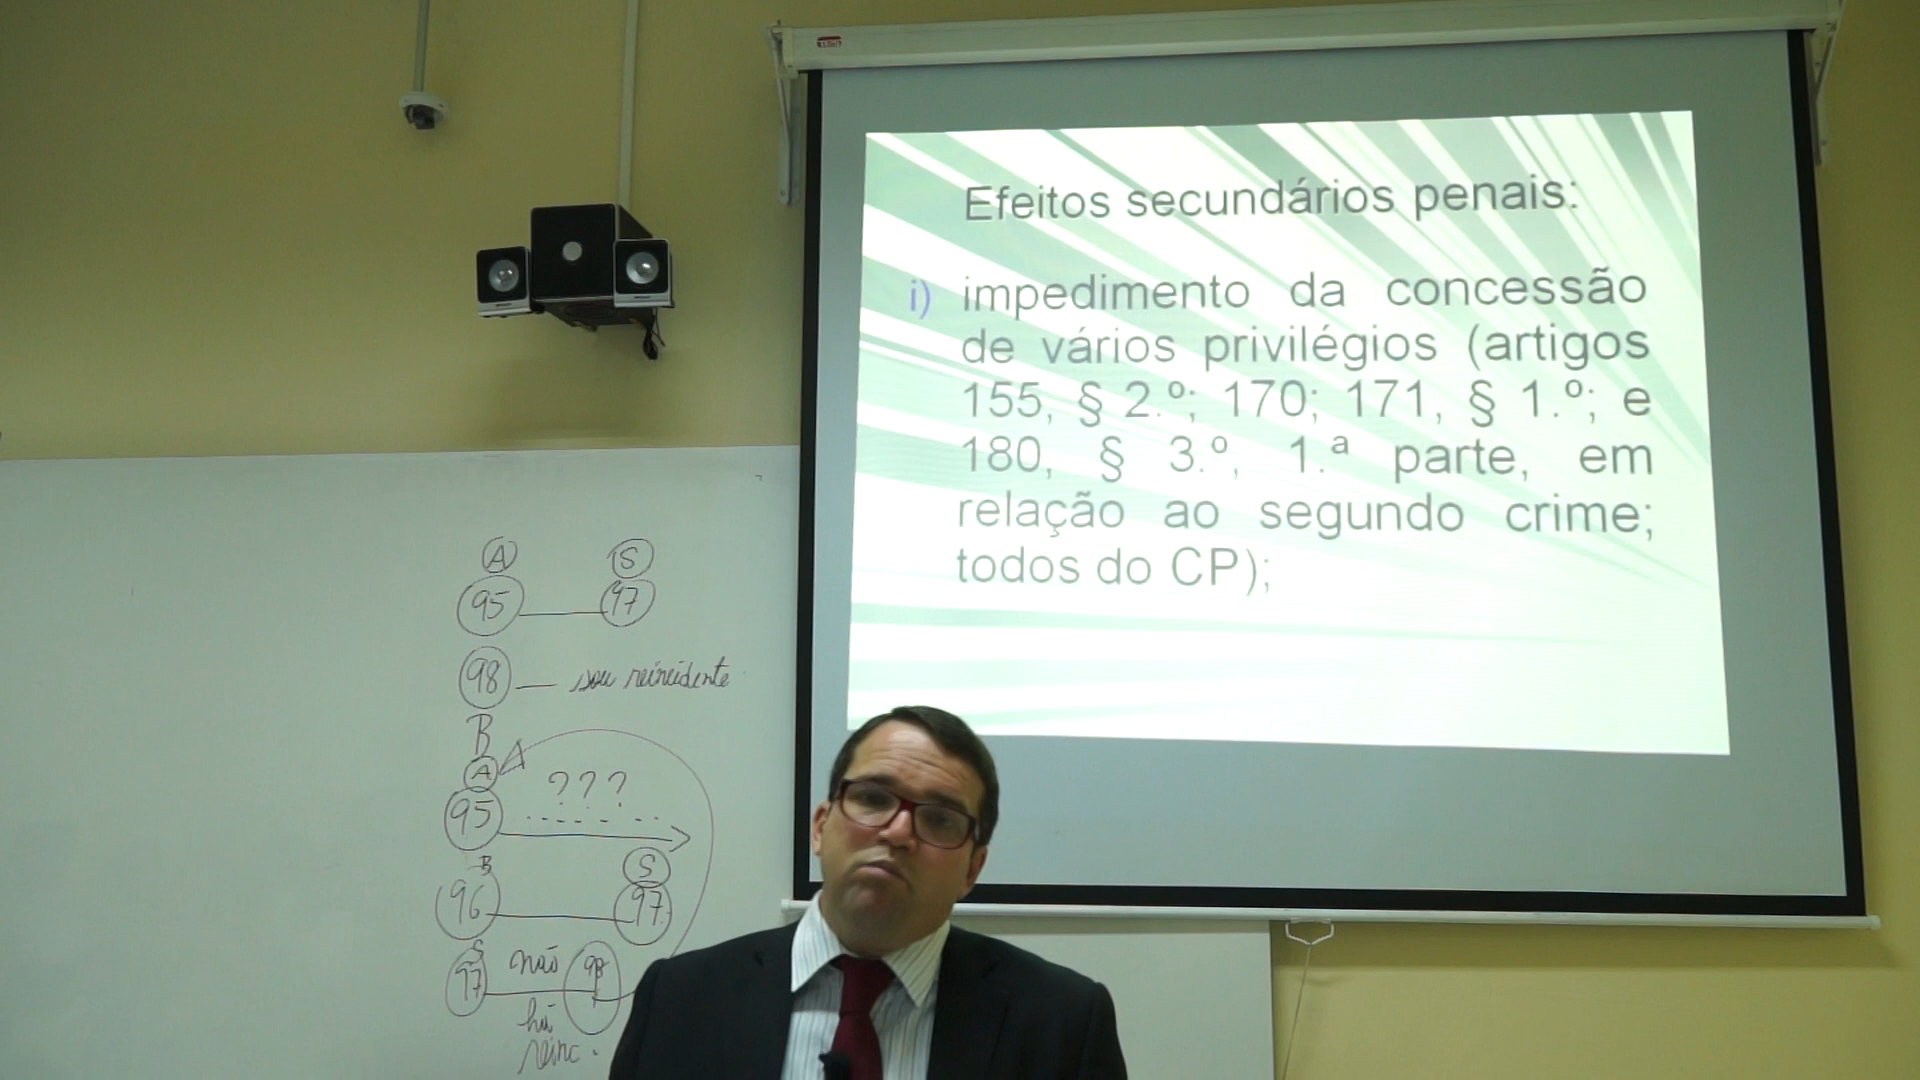 Efeitos secundários penais:
i) impedimento da concessão
de vários privilégios (artigos
155, § 2.º; 170; 171, § 1.º; e
180, § 3.º, 1.ª parte, em
relação ao segundo crime;
todos do CP);
A S
95 97
98 — sou reincidente
B
A
???
95
B S
96 97
S
97 não 98
há
reinc.